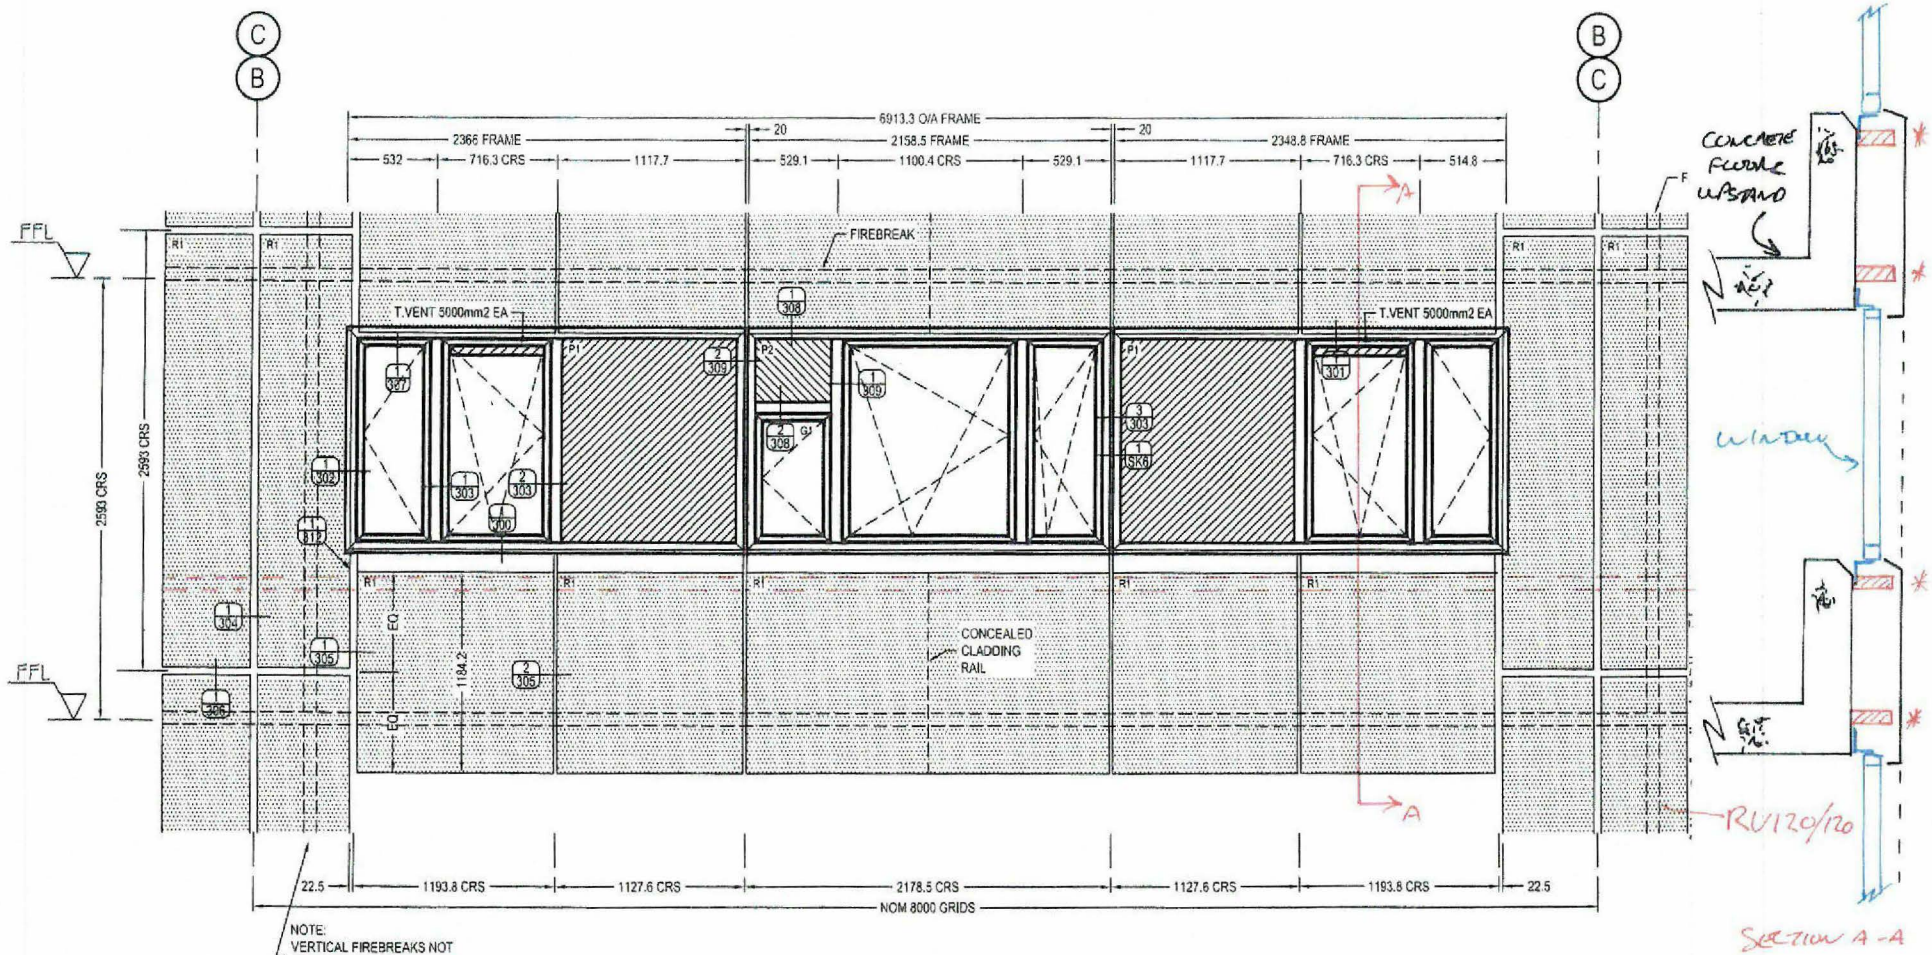 C
B
B
C
6913.3 O/A FRAME
2366 FRAME
20
2158.5 FRAME
20
2348.8 FRAME
532
716.3 CRS
1117.7
529.1
1100.4 CRS
529.1
1117.7
716.3 CRS
514.8
CONCRETE
FLOOR
UPSTAND
A
F
FFL
R1
R1
FIREBREAK
R1
R1
*
*
T.VENT 5000mm2 EA
1
308
T.VENT 5000mm2 EA
P1
2
309
P2
P1
1
307
1
309
1
301
2
308
G1
3
303
1
SK6
WINDOW
2593 CRS
2593 CRS
1
302
1
303
2
303
1
300
1
312
R1
R1
R1
R1
R1
*
1
304
EQ
1
305
1184.2
2
305
CONCEALED
CLADDING
RAIL
FFL
1
306
EQ
*
A
RV120/120
22.5
1193.8 CRS
1127.6 CRS
2178.5 CRS
1127.6 CRS
1193.8 CRS
22.5
NOM 8000 GRIDS
NOTE:
VERTICAL FIREBREAKS NOT
SECTION A-A